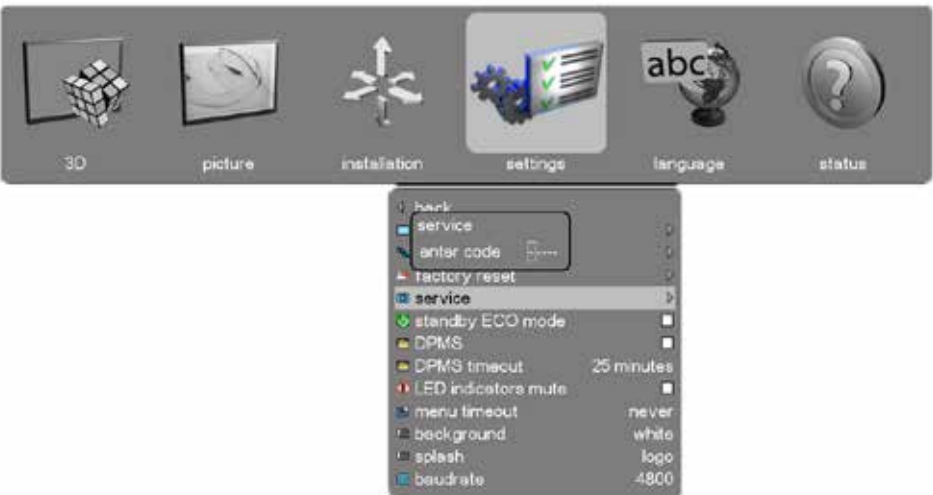 abc
3D picture installation settings language status
back
service
enter code
factory reset
service
standby ECO mode
DPMS
DPMS timeout 25 minutes
LED indicators mute
menu timeout never
background white
splash logo
baudrate 4800